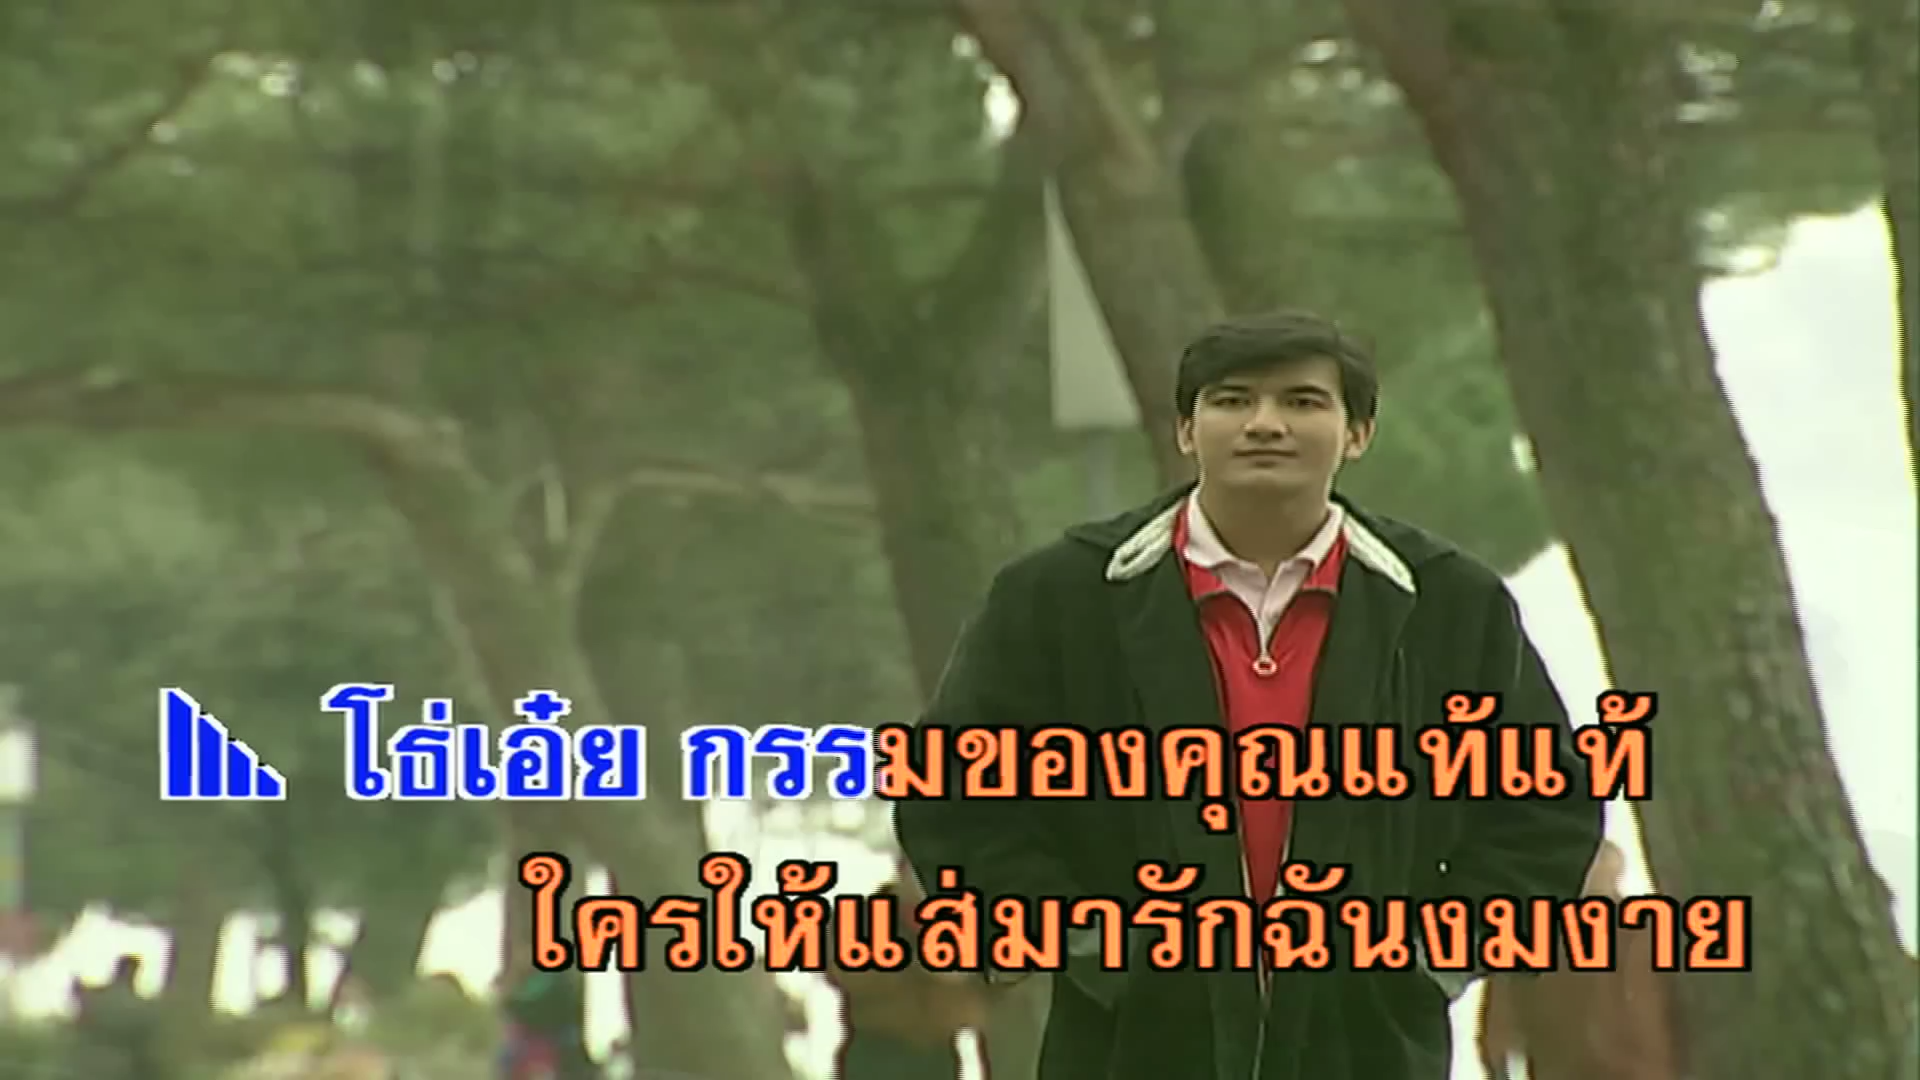 โธ่เอ๋ย กรรมของคุณแท้แท้
ใครให้แส่มารักฉันงมงาย